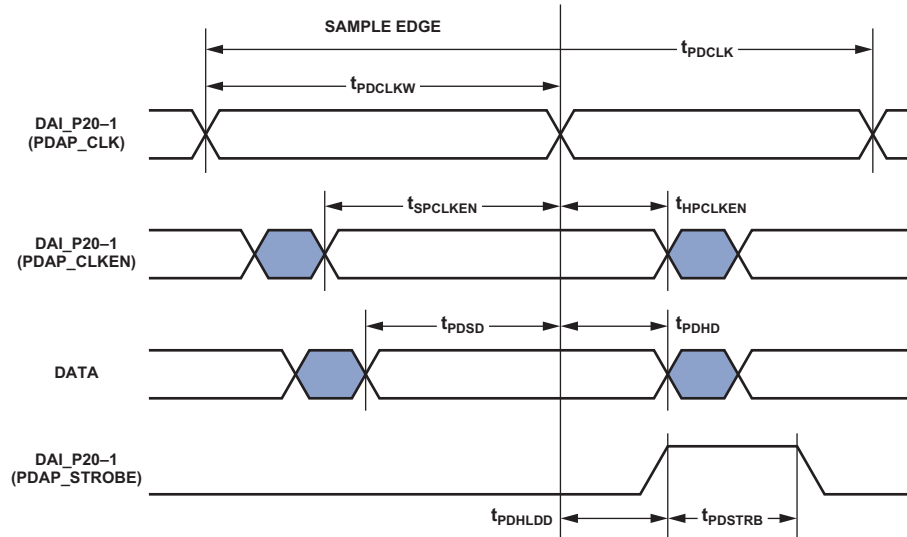 SAMPLE EDGE
tPDCLK
tPDCLKW
DAI_P20–1
(PDAP_CLK)
tSPCLKEN
tHPCLKEN
DAI_P20–1
(PDAP_CLKEN)
tPDSD
tPDHD
DATA
DAI_P20–1
(PDAP_STROBE)
tPDHLDD
tPDSTRB